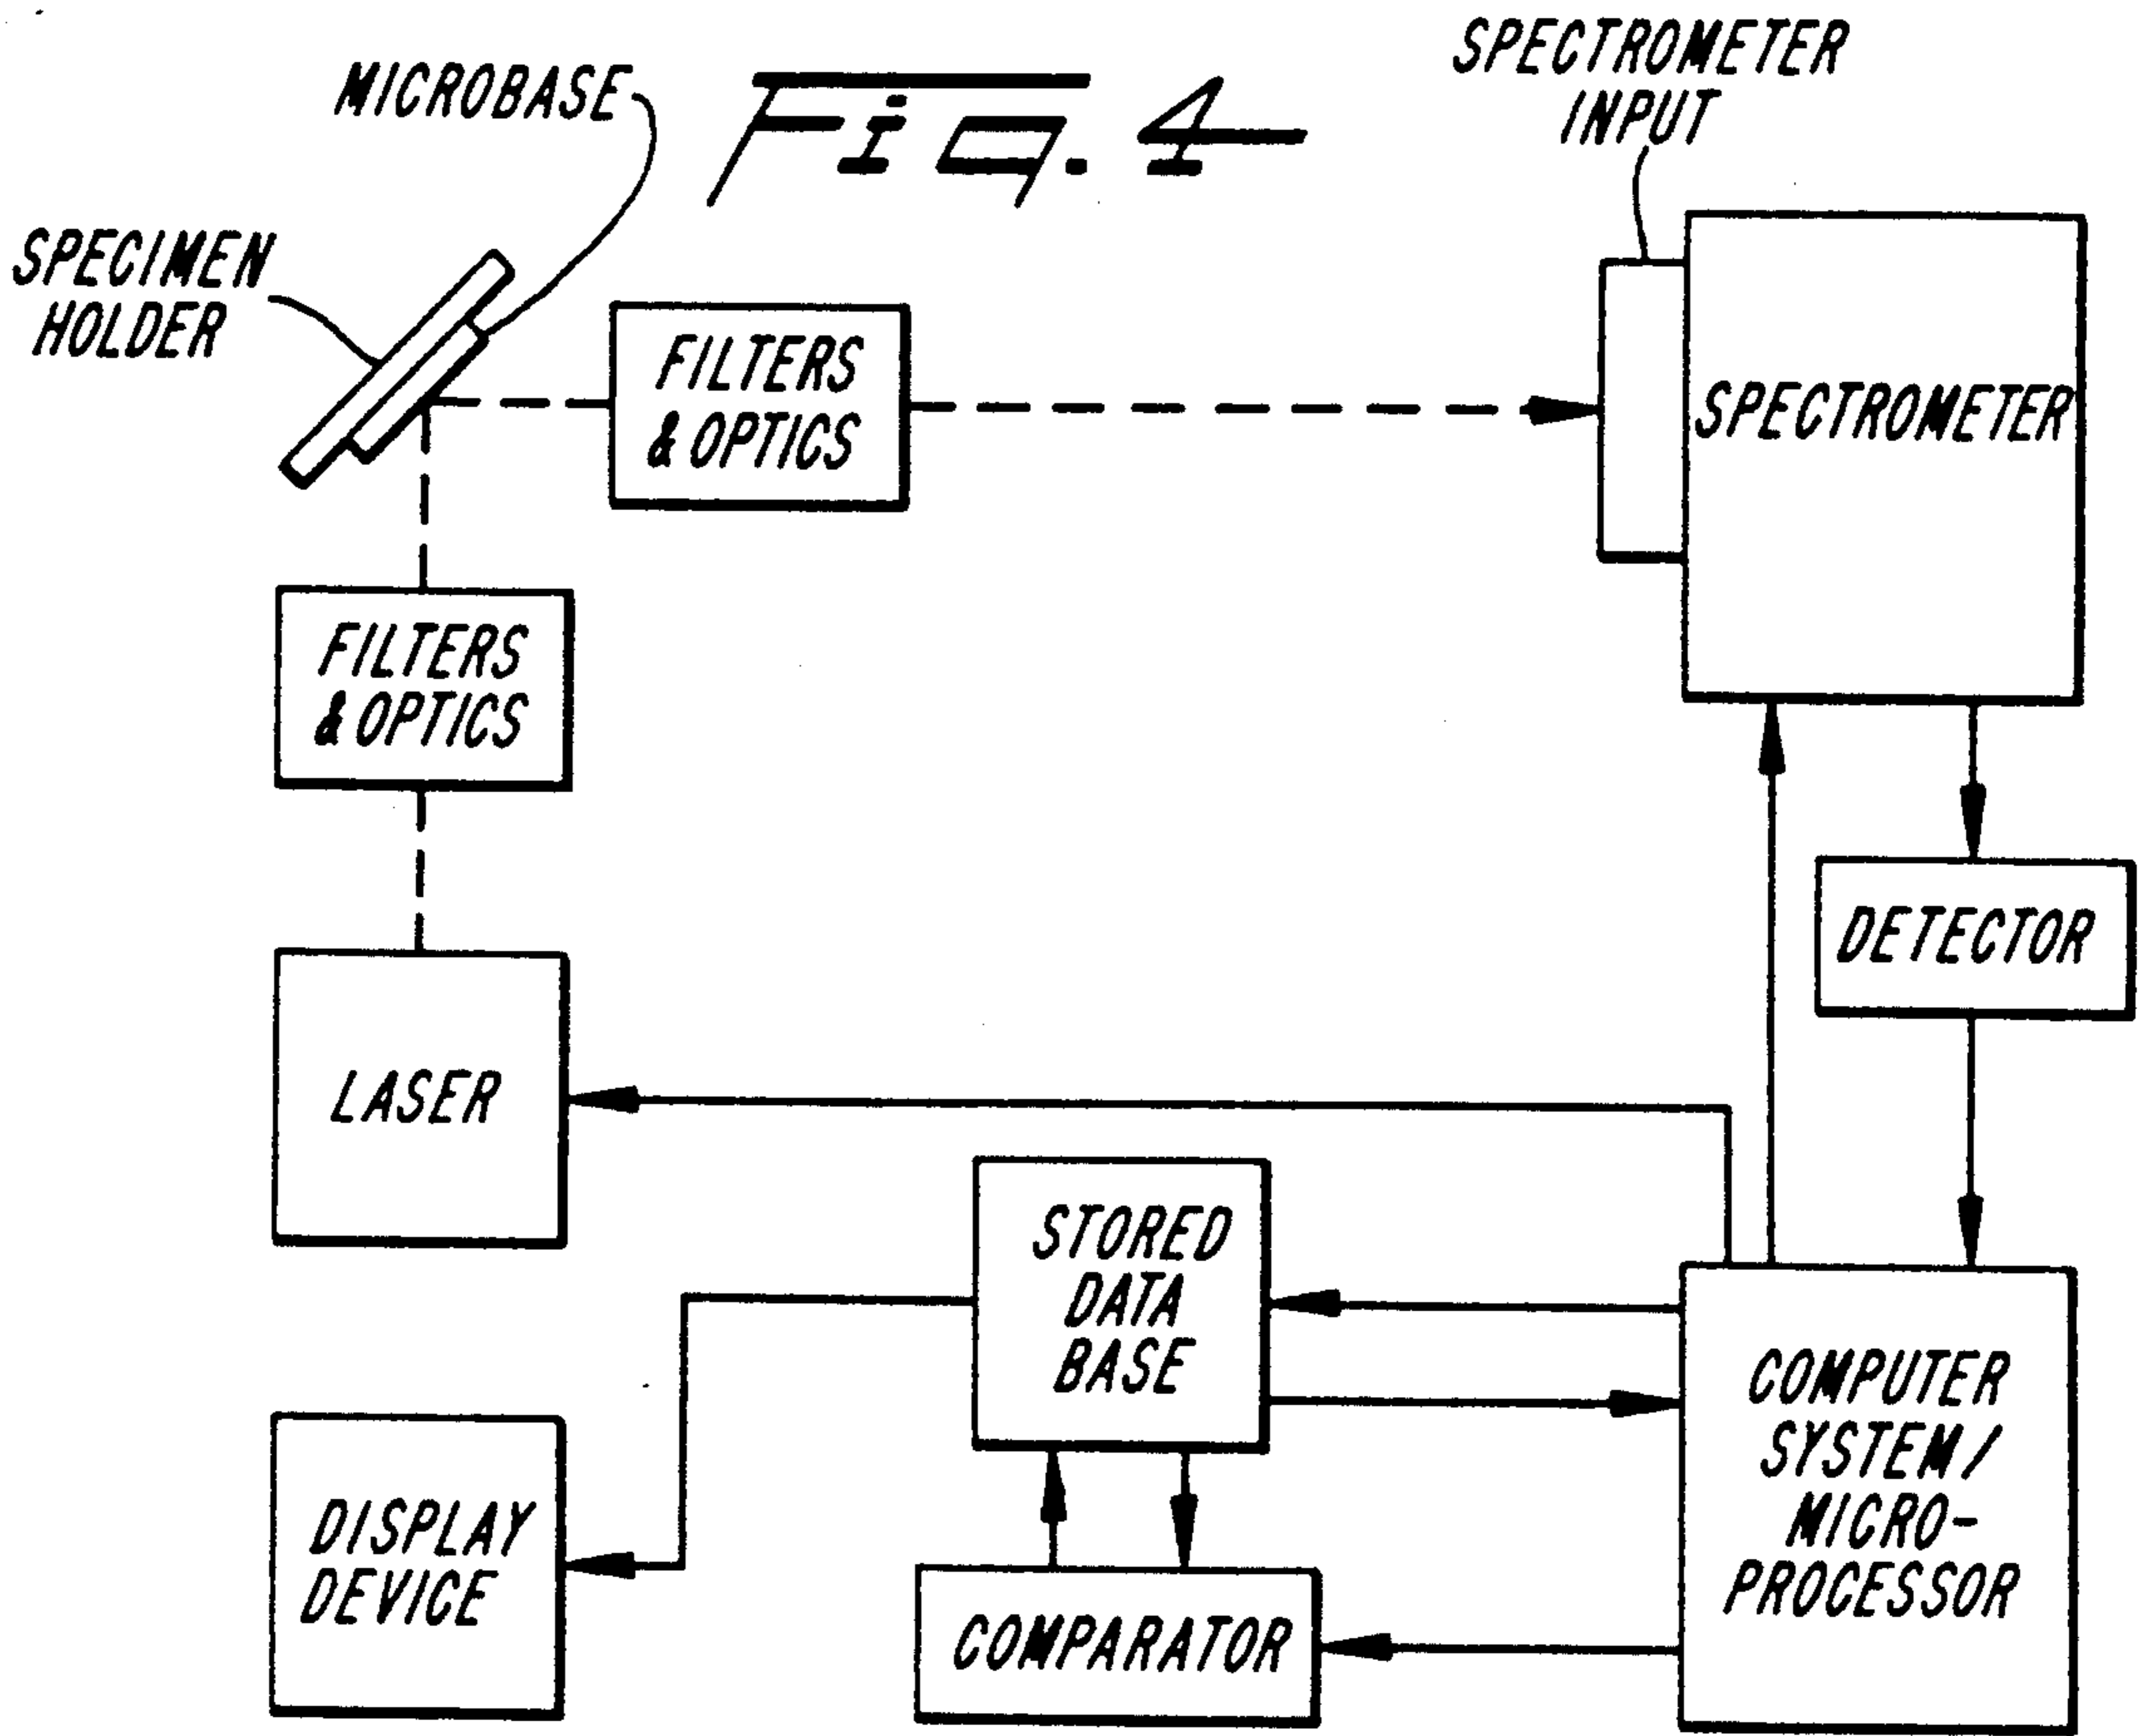 Fig. 4
MICROBASE
SPECTROMETER
INPUT
SPECIMEN
HOLDER
FILTERS
& OPTICS
SPECTROMETER
FILTERS
& OPTICS
DETECTOR
LASER
STORED
DATA
BASE
COMPUTER
SYSTEM/
MICRO-
PROCESSOR
DISPLAY
DEVICE
COMPARATOR